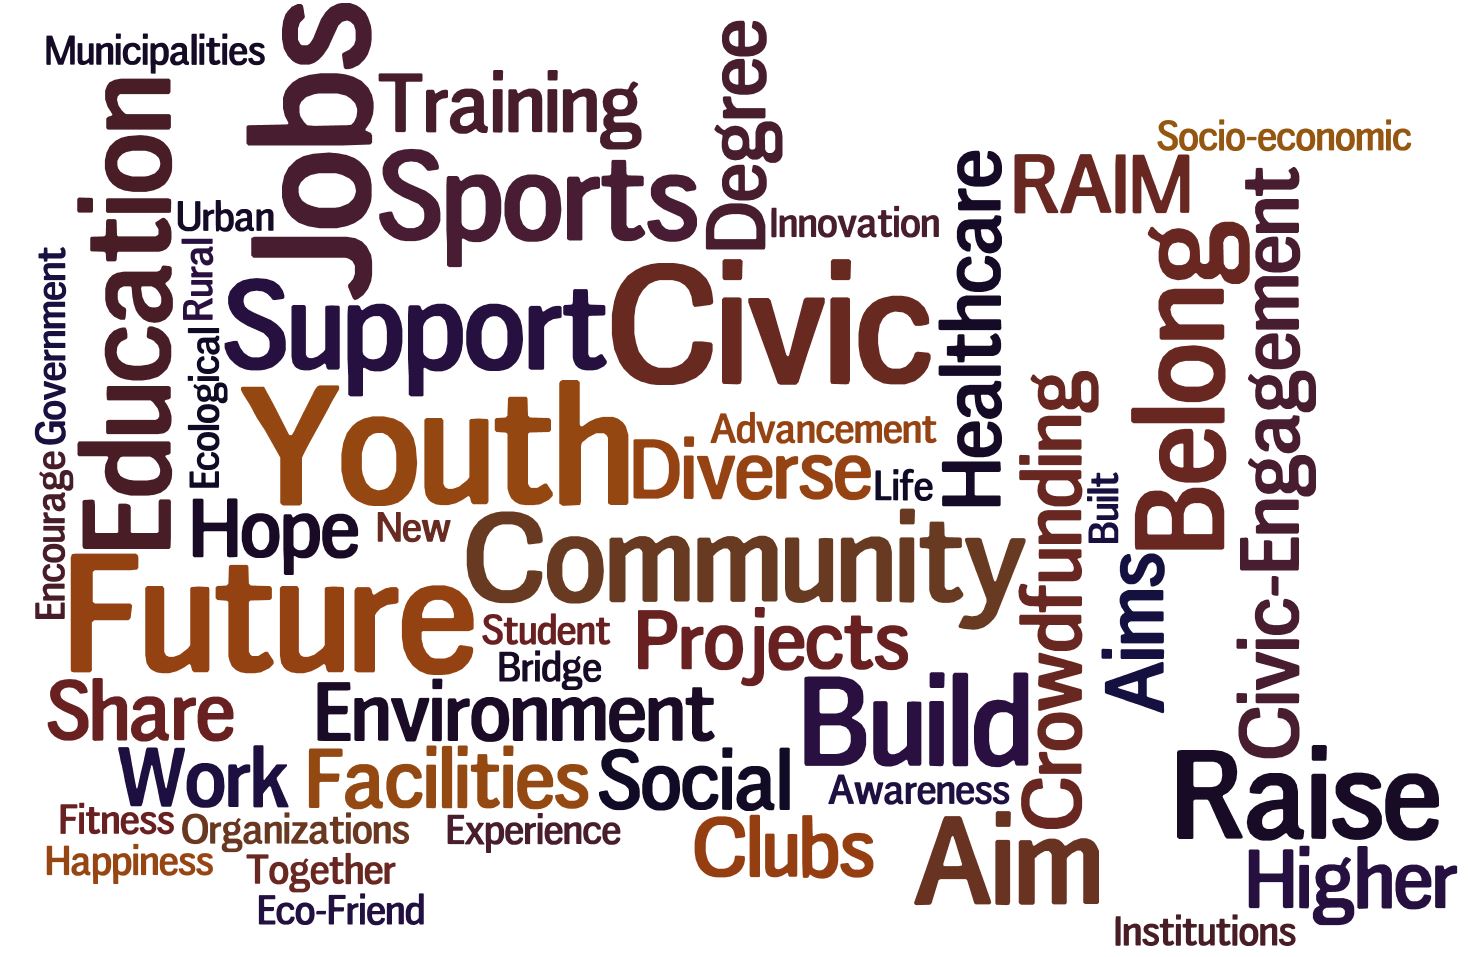 Municipalities
Jobs
Training
Degree
Socio-economic
Education
Sports
Healthcare
RAIM
Urban
Innovation
Civic-Engagement
Belong
Government
Rural
Support
Civic
Ecological
Youth
Advancement
Diverse
Life
Crowdfunding
Built
Encourage
Hope
New
Community
Future
Aims
Student
Projects
Bridge
Share
Environment
Build
Work
Facilities
Social
Awareness
Raise
Fitness
Organizations
Experience
Clubs
Aim
Happiness
Together
Higher
Eco-Friend
Institutions